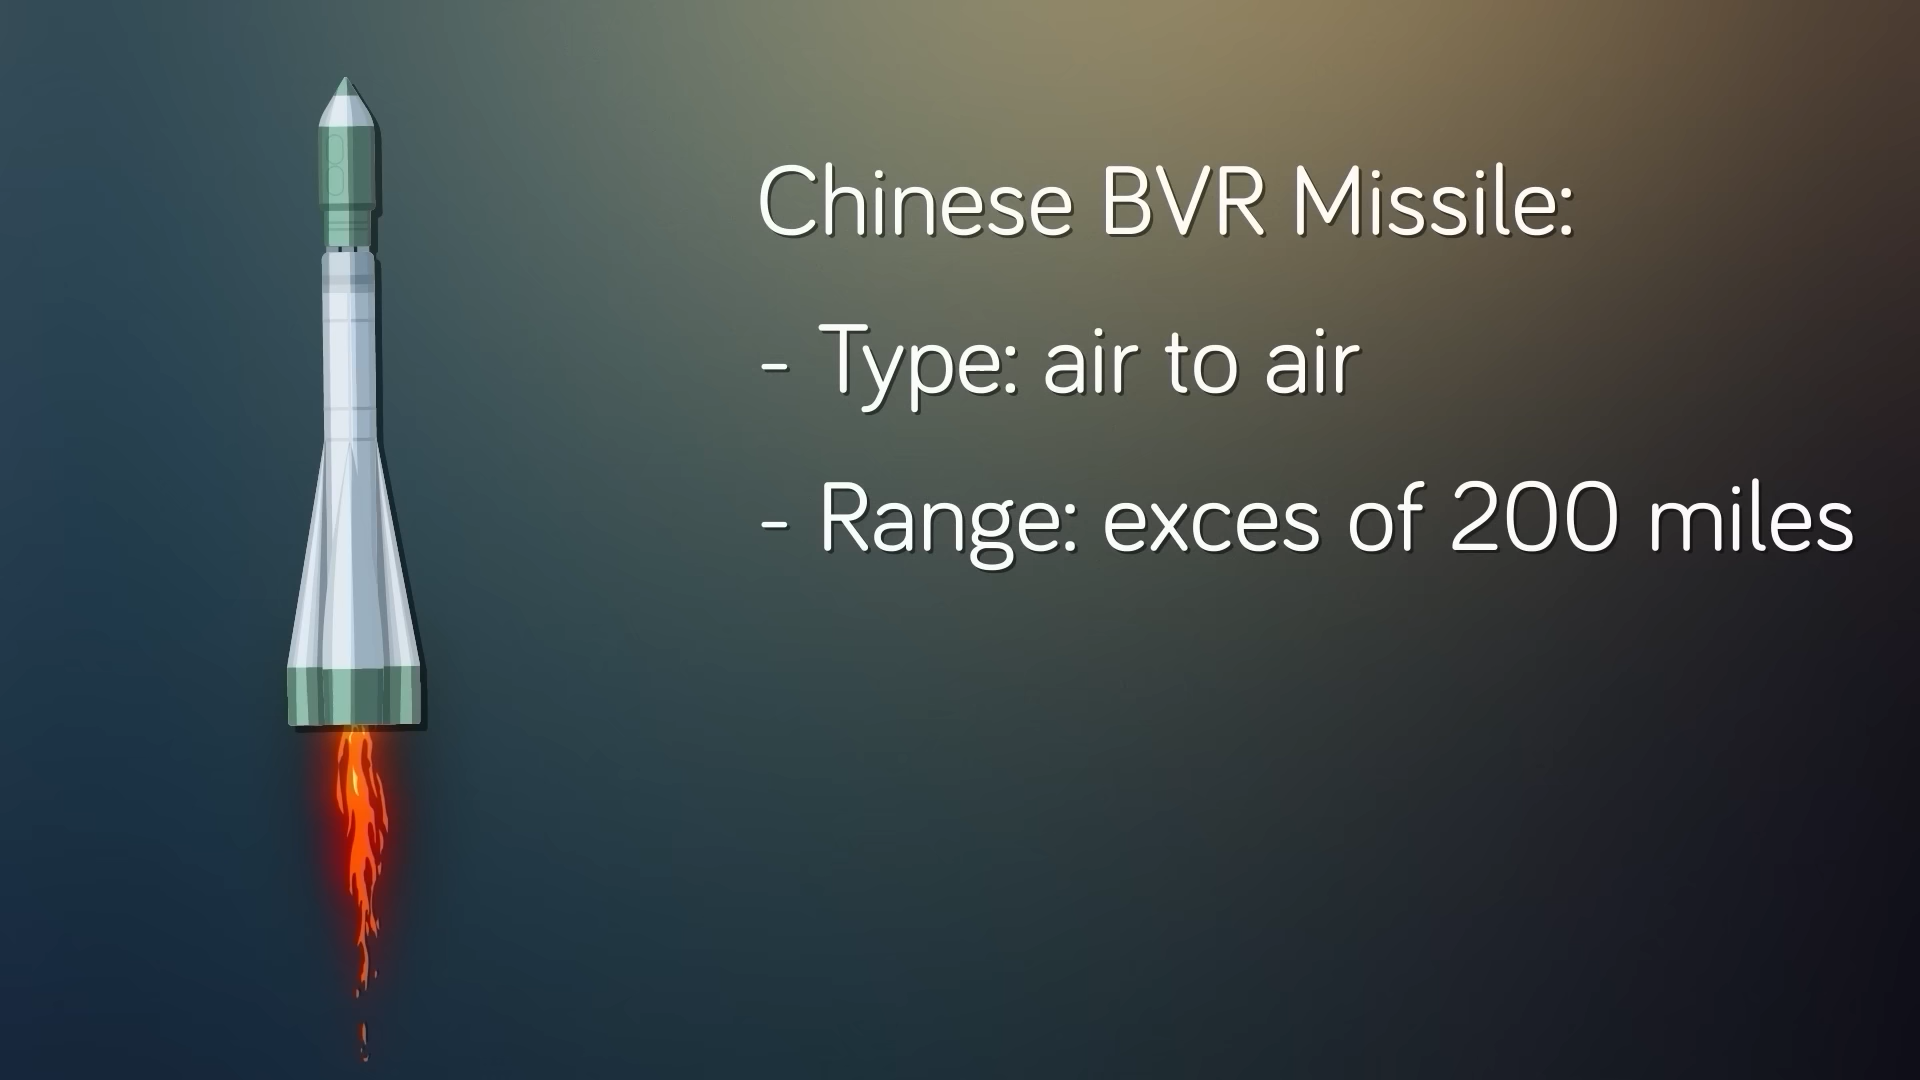 Chinese BVR Missile:
- Type: air to air
- Range: exces of 200 miles